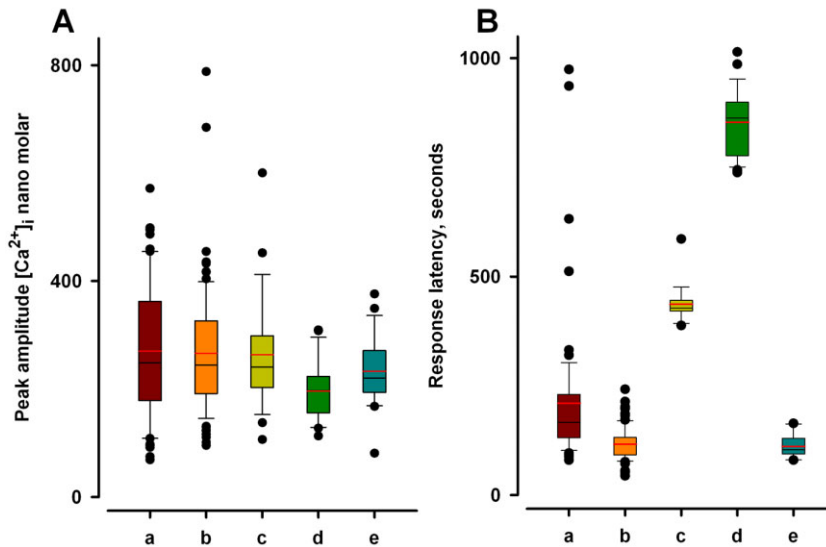 A
Peak amplitude [Ca²⁺]ᵢ nano molar
800
400
0
a b c d e
B
Response latency, seconds
1000
500
0
a b c d e